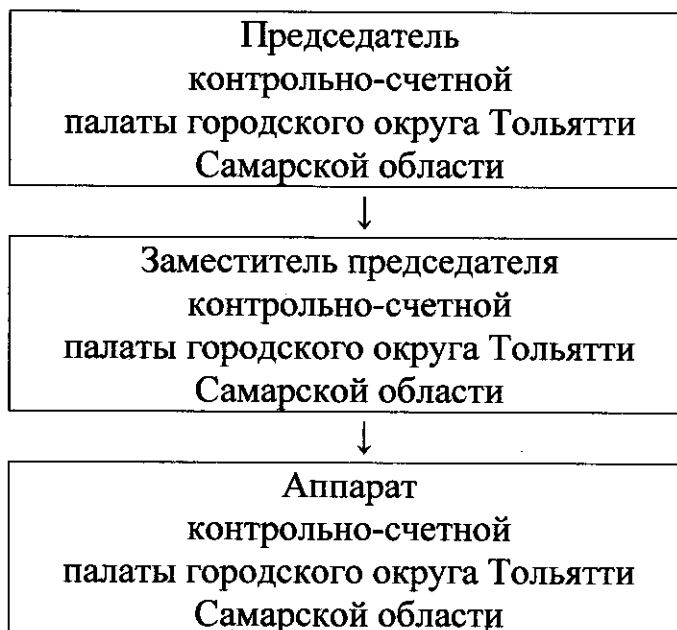 Председатель
контрольно-счетной
палаты городского округа Тольятти
Самарской области
↓
Заместитель председателя
контрольно-счетной
палаты городского округа Тольятти
Самарской области
↓
Аппарат
контрольно-счетной
палаты городского округа Тольятти
Самарской области